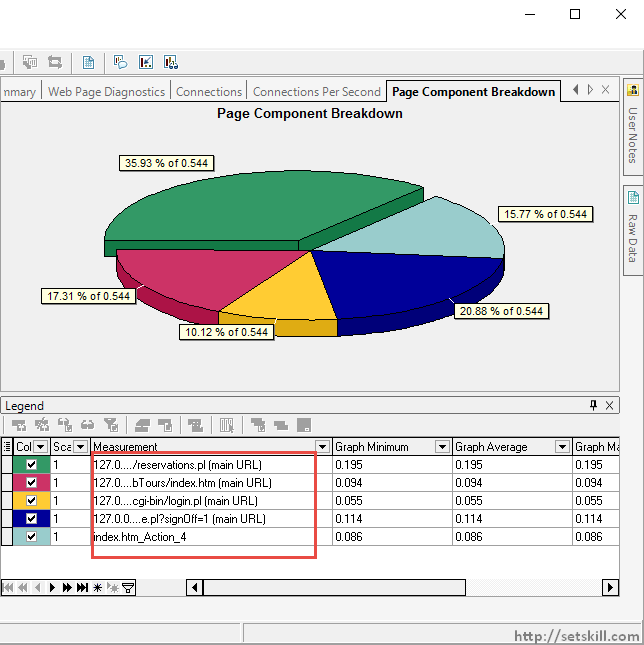 nmary Web Page Diagnostics Connections Connections Per Second Page Component Breakdown
Page Component Breakdown
User Notes
Raw Data
35.93 % of 0.544
15.77 % of 0.544
17.31 % of 0.544
20.88 % of 0.544
10.12 % of 0.544
Legend
Col Sca Measurement Graph Minimum Graph Average Graph Ma
1 127.0..../reservations.pl (main URL) 0.195 0.195 0.195
1 127.0....bTours/index.htm (main URL) 0.094 0.094 0.094
1 127.0....cgi-bin/login.pl (main URL) 0.055 0.055 0.055
1 127.0.0....e.pl?signOff=1 (main URL) 0.114 0.114 0.114
1 index.htm_Action_4 0.086 0.086 0.086
http://setskill.com